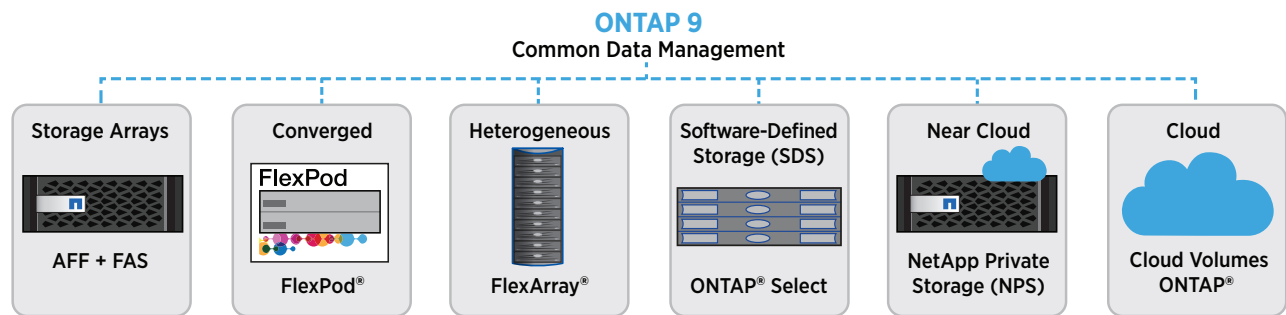 ONTAP 9
Common Data Management
Storage Arrays
AFF + FAS
Converged
FlexPod
FlexPod®
Heterogeneous
FlexArray®
Software-Defined
Storage (SDS)
ONTAP® Select
Near Cloud
NetApp Private
Storage (NPS)
Cloud
Cloud Volumes
ONTAP®